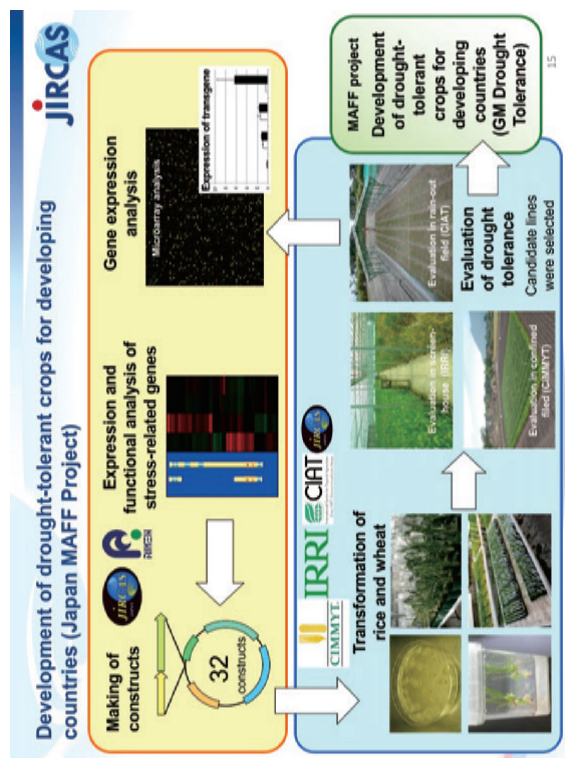 Development of drought-tolerant crops for developing
countries (Japan MAFF Project)
JIRCAS
Making of
constructs
32
constructs
JIRCAS
RIKEN
Expression and
functional analysis of
stress-related genes
Gene expression
analysis
Microarray analysis
Expression of transgene
CIMMYT.
IRRI
CIAT
JIRCAS
Transformation of
rice and wheat
Evaluation in screen-
house (IRRI)
Evaluation in confined
filled (CIMMYT)
Evaluation in rain-out
field (CIAT)
Evaluation
of drought
tolerance
Candidate lines
were selected
MAFF project
Development
of drought-
tolerant
crops for
developing
countries
(GM Drought
Tolerance)
15